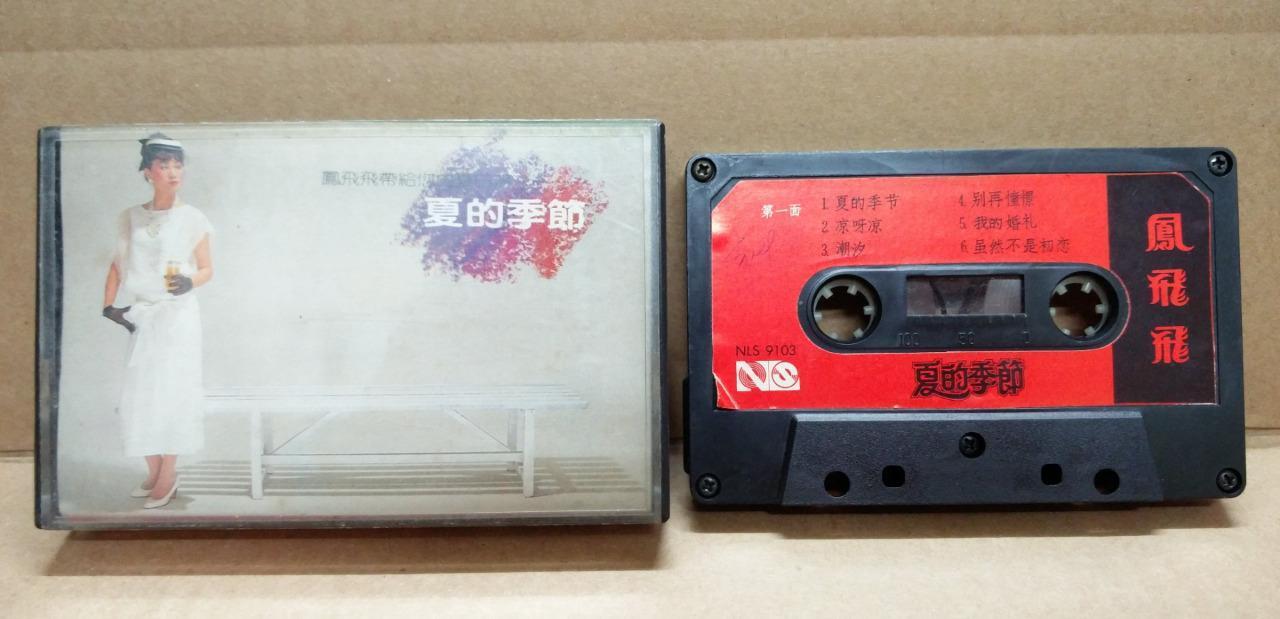 鳳飛飛帶給您
夏的季節
第一面
1. 夏的季节
2. 凉呀凉
3. 潮汐
4. 别再憧憬
5. 我的婚礼
6. 虽然不是初恋
鳳飛飛
100 50 0
NLS 9103
NS
夏的季節